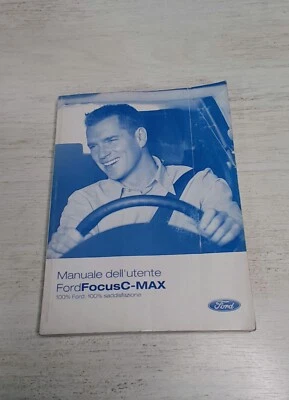 Manuale dell'utente
FordFocusC-MAX
100% Ford, 100% soddisfazione
Ford